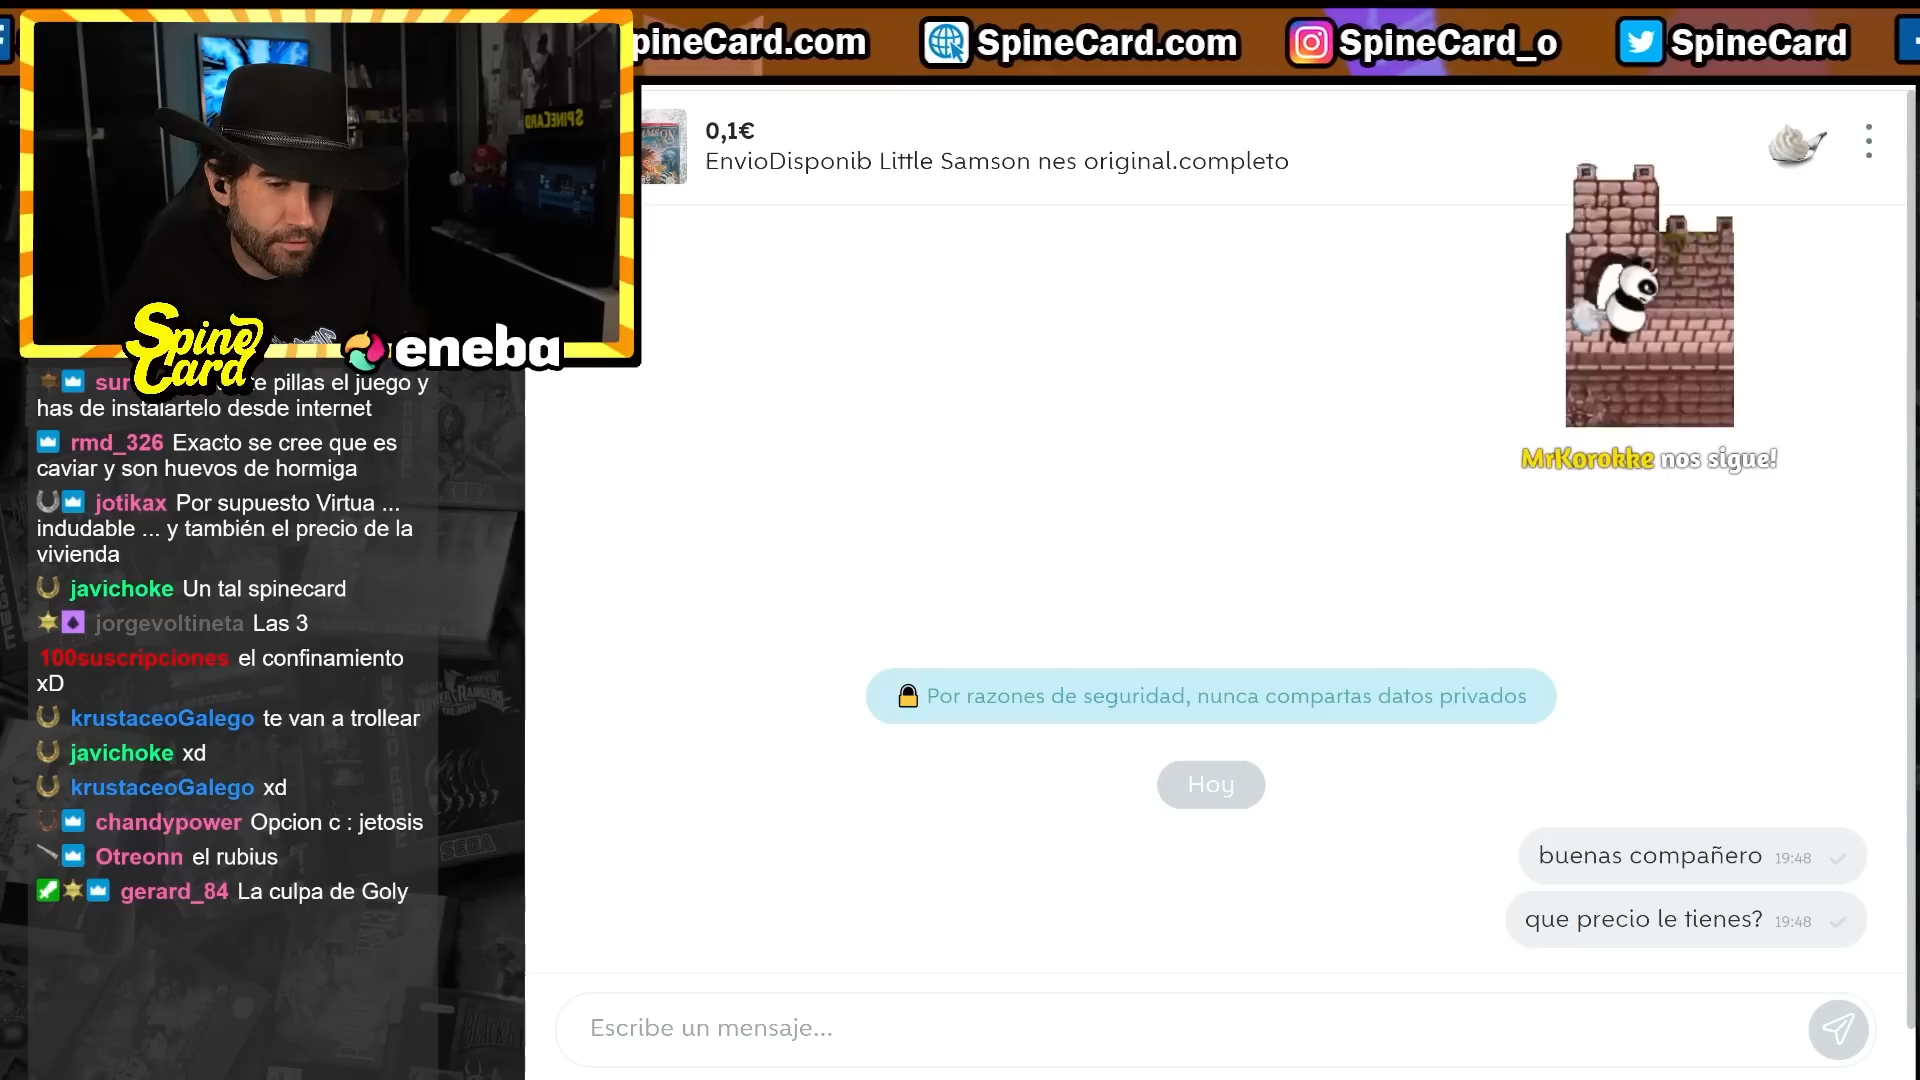 pineCard.com
SpineCard.com
SpineCard_o
SpineCard
SPINECARD
Spine
Card
eneba
0,1€
EnvioDisponib Little Samson nes original.completo
MrKorokke nos sigue!
sur
te pillas el juego y
has de instalartelo desde internet
rmd_326 Exacto se cree que es
caviar y son huevos de hormiga
jotikax Por supuesto Virtua ...
indudable ... y también el precio de la
vivienda
javichoke Un tal spinecard
jorgevoltineta Las 3
100suscripciones el confinamiento
xD
krustaceoGalego te van a trollear
javichoke xd
krustaceoGalego xd
chandypower Opcion c : jetosis
Otreonn el rubius
gerard_84 La culpa de Goly
Por razones de seguridad, nunca compartas datos privados
Hoy
buenas compañero 19:48
que precio le tienes? 19:48
Escribe un mensaje...